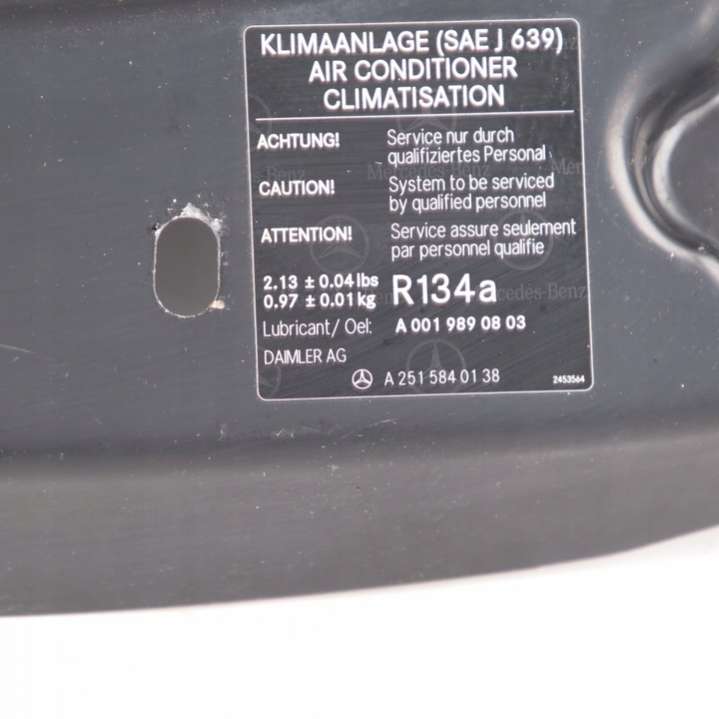 KLIMAANLAGE (SAE J 639)
AIR CONDITIONER
CLIMATISATION
ACHTUNG! Service nur durch
qualifiziertes Personal
CAUTION! System to be serviced
by qualified personnel
ATTENTION! Service assure seulement
par personnel qualifie
2.13 ± 0.04 lbs
0.97 ± 0.01 kg R134a
Lubricant/ Oel: A 001 989 08 03
DAIMLER AG
A 251 584 01 38 2453564